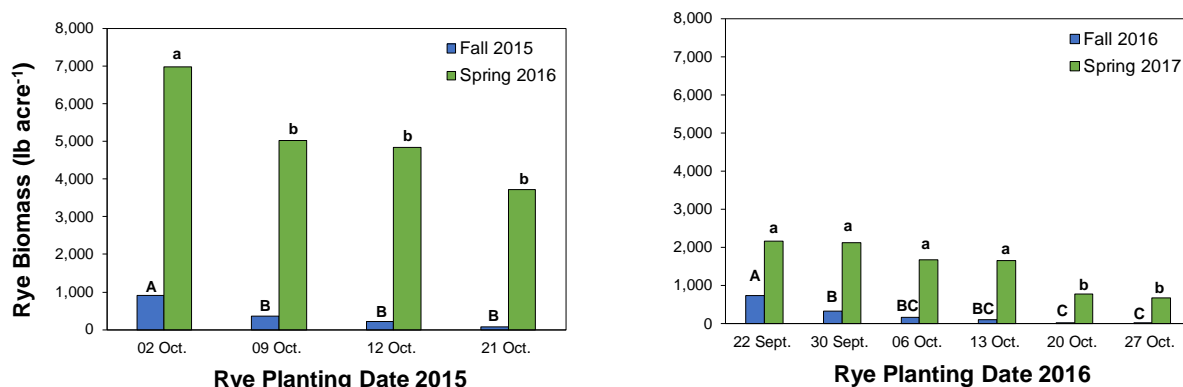 8,000
7,000
6,000
5,000
4,000
3,000
2,000
1,000
0
Rye Biomass (lb acre⁻¹)
Fall 2015
Spring 2016
a
b
b
b
A
B
B
B
02 Oct.
09 Oct.
12 Oct.
21 Oct.
Rye Planting Date 2015
8,000
7,000
6,000
5,000
4,000
3,000
2,000
1,000
0
Fall 2016
Spring 2017
a
a
a
a
b
b
A
B
BC
BC
C
C
22 Sept.
30 Sept.
06 Oct.
13 Oct.
20 Oct.
27 Oct.
Rye Planting Date 2016